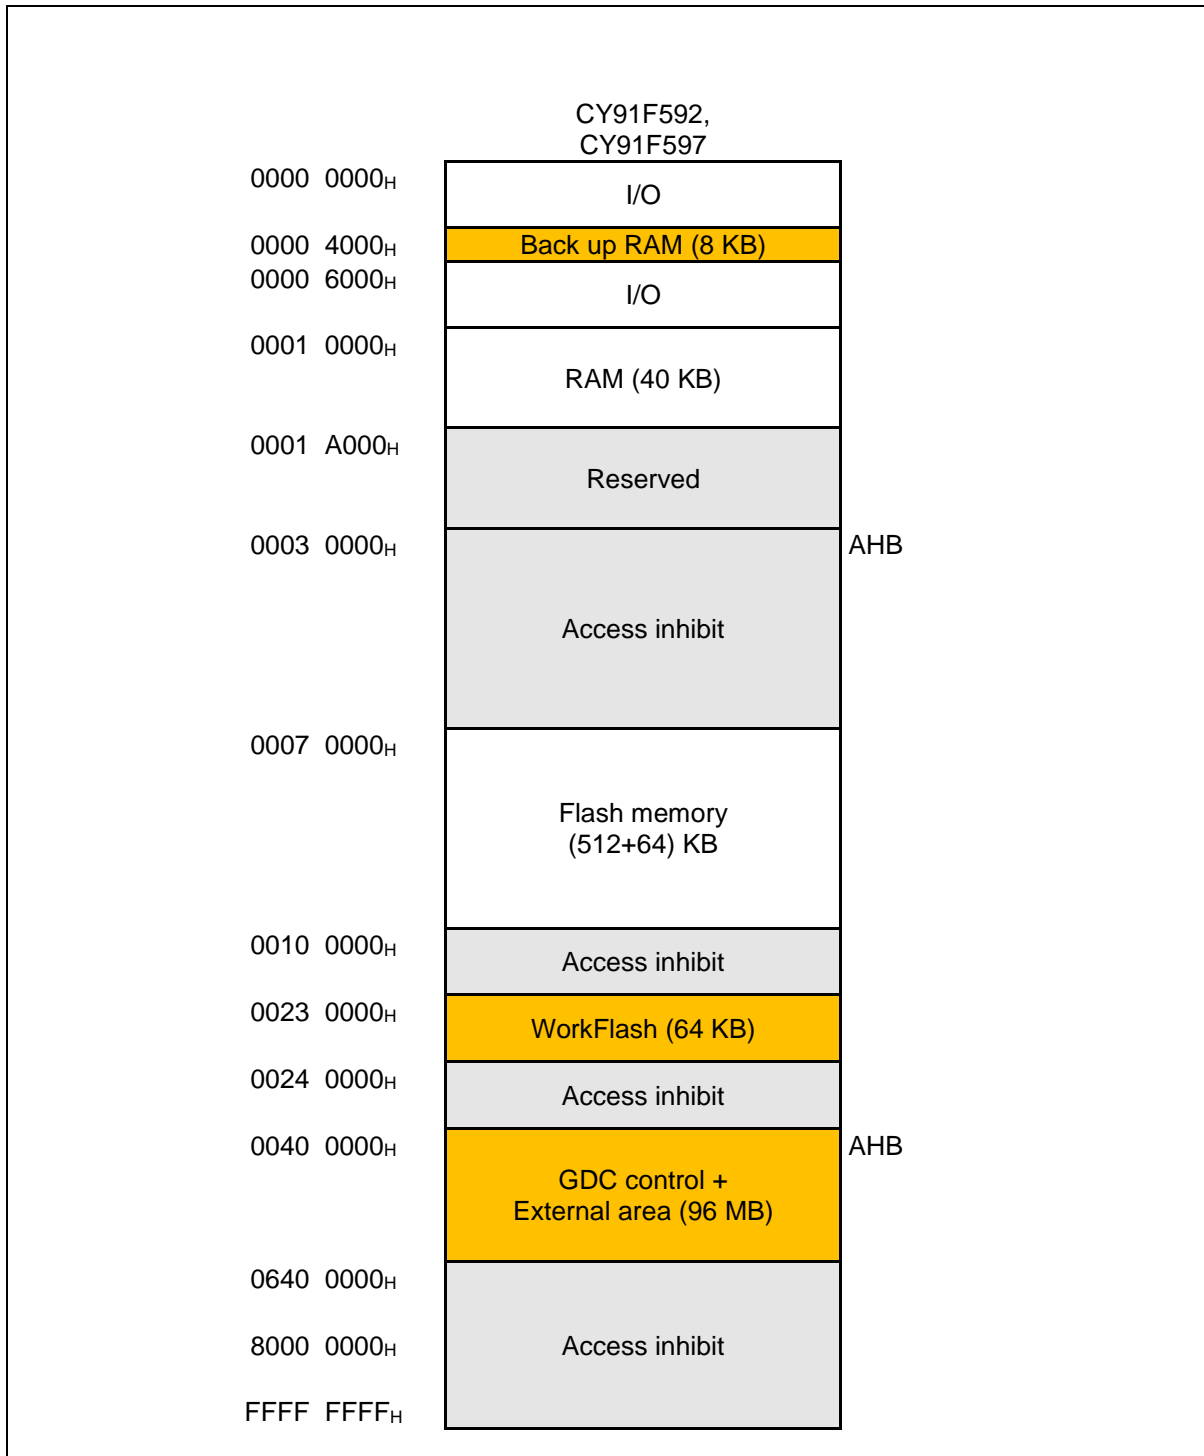 CY91F592,
CY91F597
0000 0000H
I/O
0000 4000H
Back up RAM (8 KB)
0000 6000H
I/O
0001 0000H
RAM (40 KB)
0001 A000H
Reserved
0003 0000H
AHB
Access inhibit
0007 0000H
Flash memory
(512+64) KB
0010 0000H
Access inhibit
0023 0000H
WorkFlash (64 KB)
0024 0000H
Access inhibit
0040 0000H
AHB
GDC control +
External area (96 MB)
0640 0000H
8000 0000H
Access inhibit
FFFF FFFFH